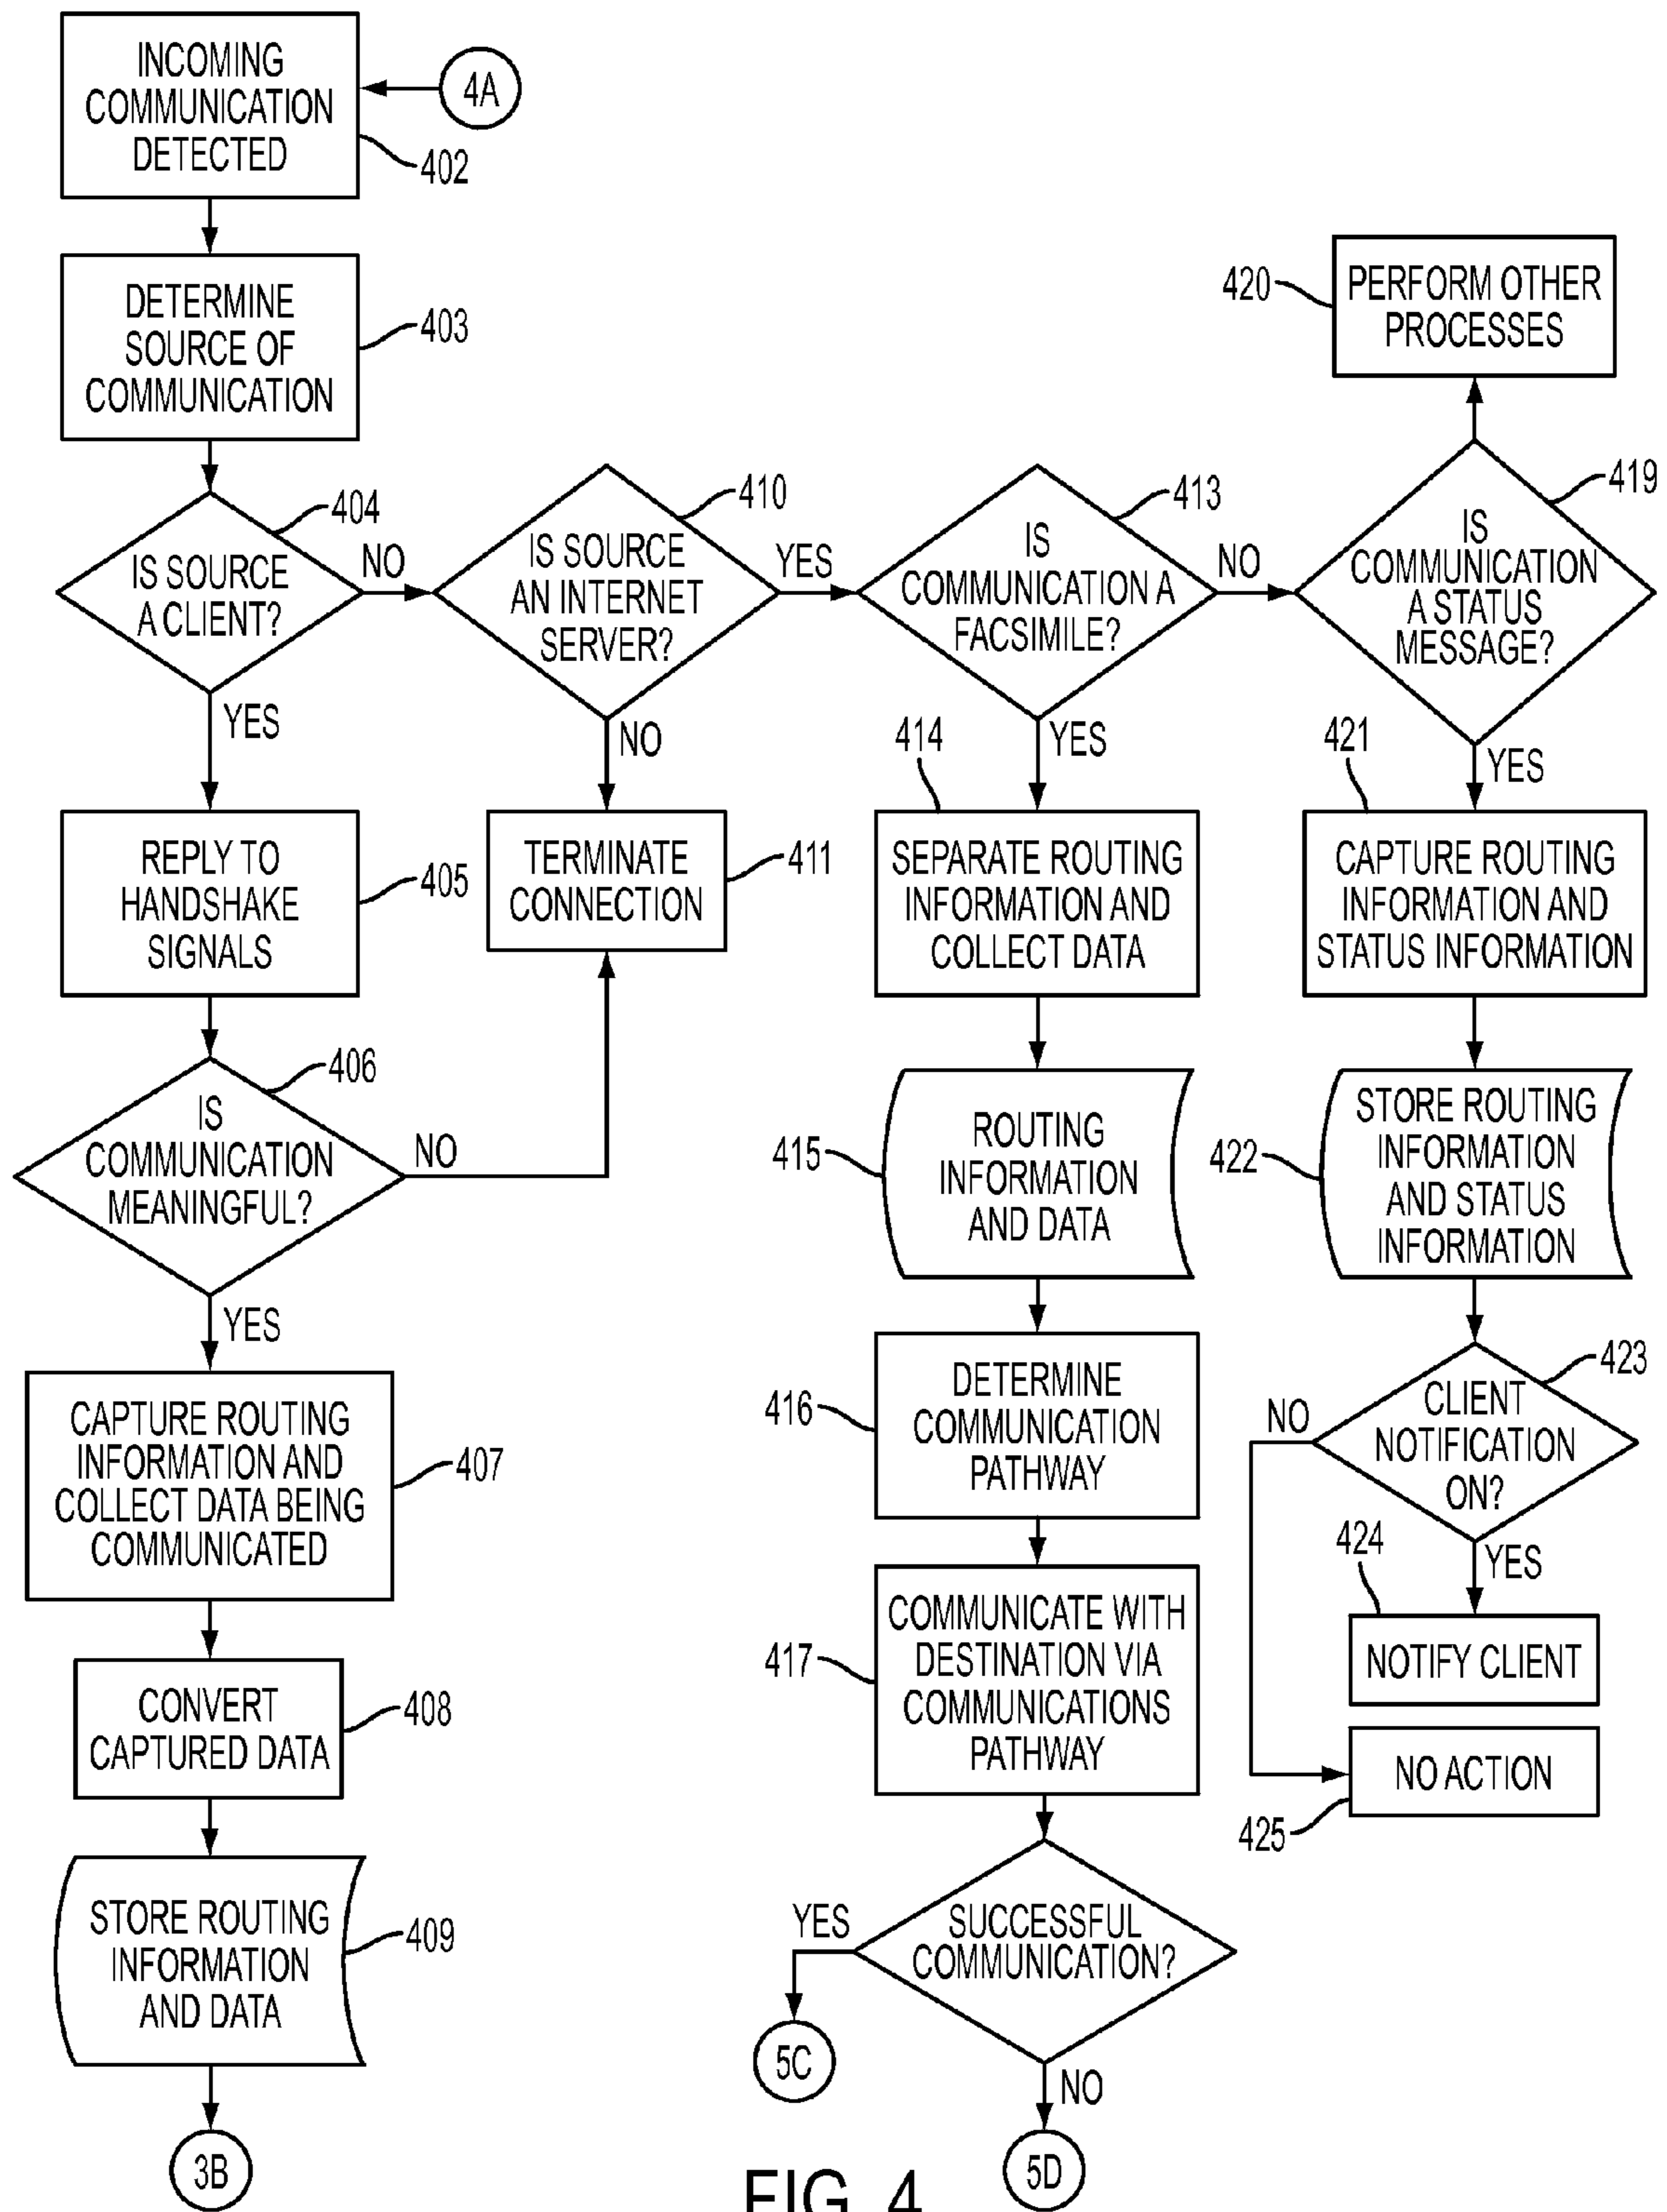 INCOMING
COMMUNICATION
DETECTED
4A
402
DETERMINE
SOURCE OF
COMMUNICATION
403
IS SOURCE
A CLIENT?
404
NO
YES
REPLY TO
HANDSHAKE
SIGNALS
405
IS
COMMUNICATION
MEANINGFUL?
406
NO
YES
CAPTURE ROUTING
INFORMATION AND
COLLECT DATA BEING
COMMUNICATED
407
CONVERT
CAPTURED DATA
408
STORE ROUTING
INFORMATION
AND DATA
409
3B
IS SOURCE
AN INTERNET
SERVER?
410
YES
NO
TERMINATE
CONNECTION
411
IS
COMMUNICATION A
FACSIMILE?
413
NO
YES
414
SEPARATE ROUTING
INFORMATION AND
COLLECT DATA
415
ROUTING
INFORMATION
AND DATA
416
DETERMINE
COMMUNICATION
PATHWAY
417
COMMUNICATE WITH
DESTINATION VIA
COMMUNICATIONS
PATHWAY
SUCCESSFUL
COMMUNICATION?
YES
5C
NO
5D
420
PERFORM OTHER
PROCESSES
419
IS
COMMUNICATION
A STATUS
MESSAGE?
YES
421
CAPTURE ROUTING
INFORMATION AND
STATUS INFORMATION
422
STORE ROUTING
INFORMATION
AND STATUS
INFORMATION
423
CLIENT
NOTIFICATION
ON?
NO
YES
424
NOTIFY CLIENT
NO ACTION
425
FIG. 4